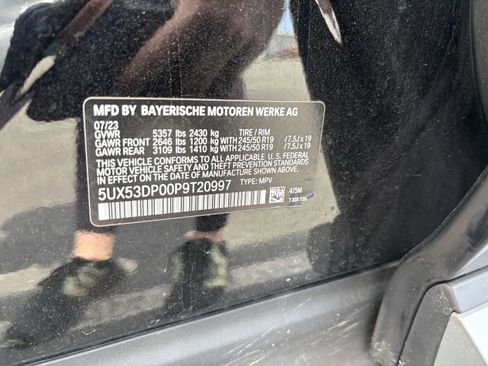 MFD BY BAYERISCHE MOTOREN WERKE AG
07/23
GVWR 5357 lbs 2430 kg TIRE / RIM
GAWR FRONT 2646 lbs 1200 kg WITH 245/50 R19 / 7.5J x 19
GAWR REAR 3109 lbs 1410 kg WITH 245/50 R19 / 7.5J x 19
THIS VEHICLE CONFORMS TO ALL APPLICABLE U.S. FEDERAL
MOTOR VEHICLE SAFETY STANDARDS IN
EFFECT ON THE DATE OF MANUFACTURE SHOWN ABOVE.
5UX53DP00P9T20997 TYPE: MPV
475M